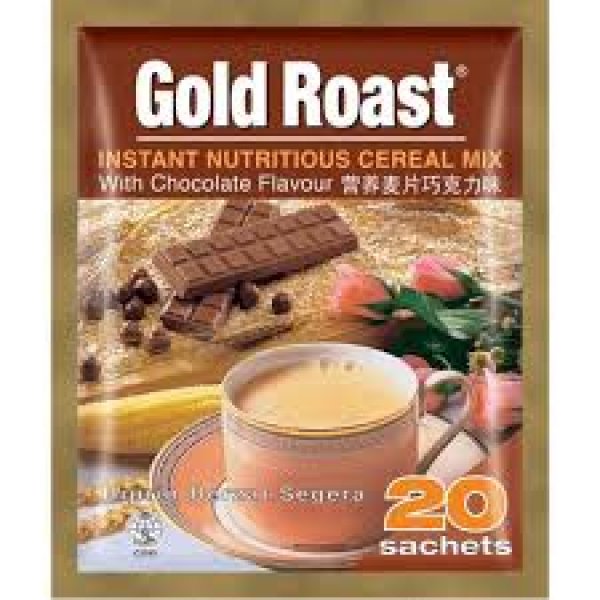 Gold Roast®
INSTANT NUTRITIOUS CEREAL MIX
With Chocolate Flavour 营养麦片巧克力味
Segera
20
sachets